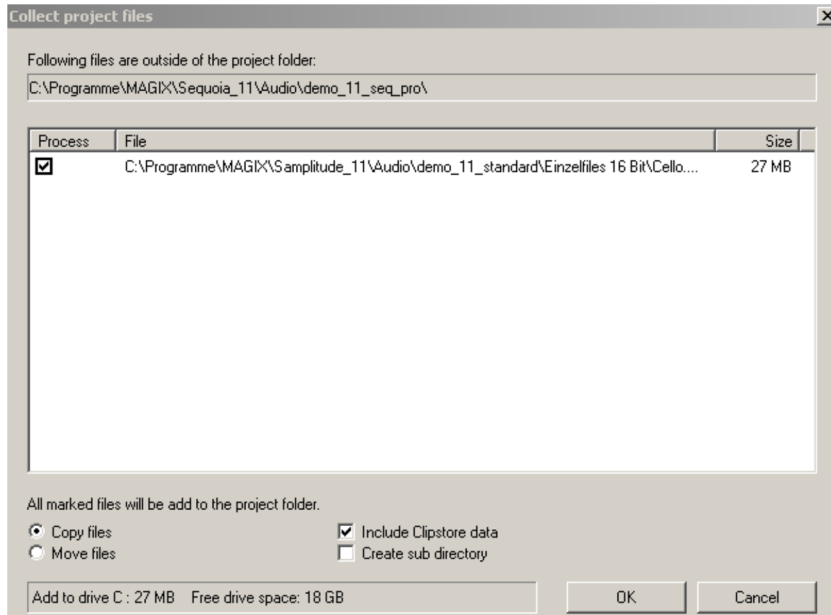 Collect project files
Following files are outside of the project folder:
C:\Programme\MAGIX\Sequoia_11\Audio\demo_11_seq_pro\
Process File Size
C:\Programme\MAGIX\Samplitude_11\Audio\demo_11_standard\Einzelfiles 16 Bit\Cello.... 27 MB
All marked files will be add to the project folder.
Copy files Include Clipstore data
Move files Create sub directory
Add to drive C : 27 MB Free drive space: 18 GB OK Cancel